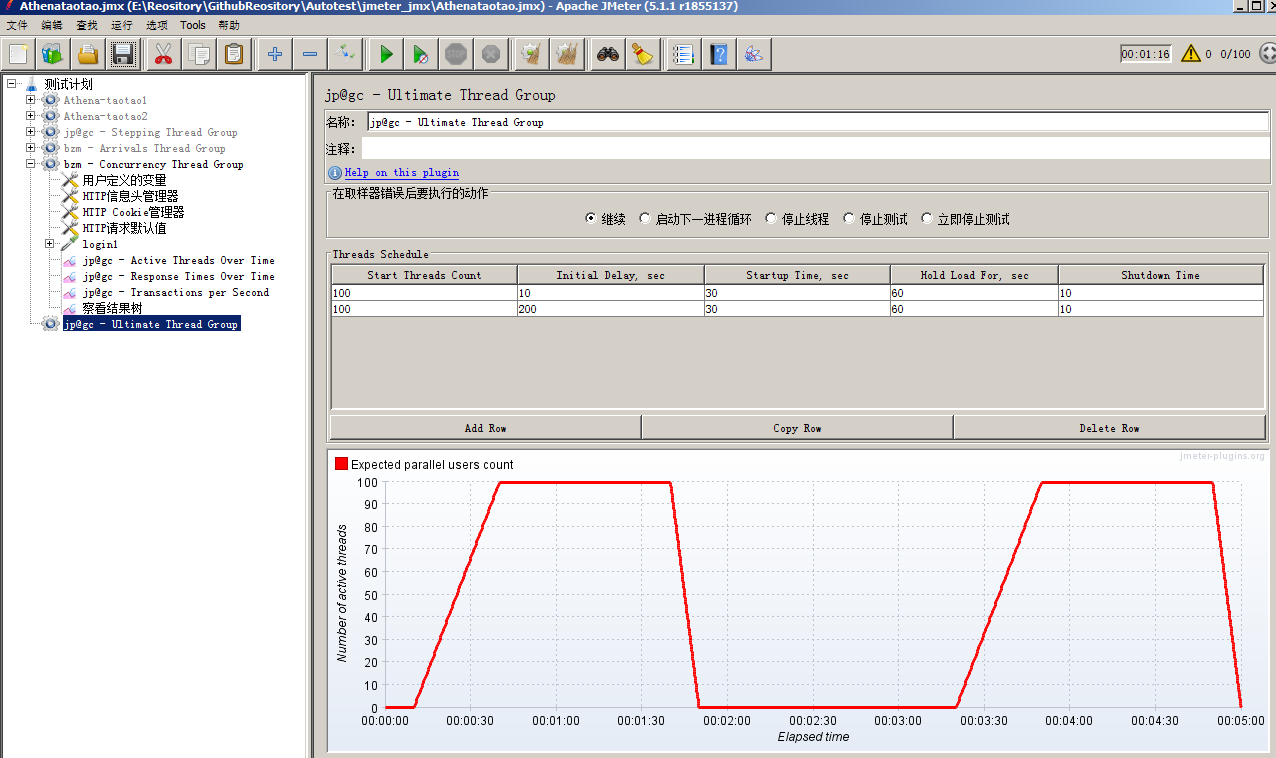 Athenataotao.jmx (E:\Reository\GithubReository\Autotest\jmeter_jmx\Athenataotao.jmx) - Apache JMeter (5.1.1 r1855137)
文件 编辑 查找 运行 选项 Tools 帮助
STOP 00:01:16 0 0/100
测试计划
Athena-taotao1
Athena-taotao2
jp@gc - Stepping Thread Group
bzm - Arrivals Thread Group
bzm - Concurrency Thread Group
用户定义的变量
HTTP信息头管理器
HTTP Cookie管理器
HTTP请求默认值
login1
jp@gc - Active Threads Over Time
jp@gc - Response Times Over Time
jp@gc - Transactions per Second
察看结果树
jp@gc - Ultimate Thread Group
jp@gc - Ultimate Thread Group
名称: jp@gc - Ultimate Thread Group
注释:
Help on this plugin
在取样器错误后要执行的动作
继续 启动下一进程循环 停止线程 停止测试 立即停止测试
Threads Schedule
Start Threads Count Initial Delay, sec Startup Time, sec Hold Load For, sec Shutdown Time
100 10 30 60 10
100 200 30 60 10
Add Row Copy Row Delete Row
jmeter-plugins.org
Expected parallel users count
100
90
80
70
60
50
40
30
20
10
0
Number of active threads
00:00:00 00:00:30 00:01:00 00:01:30 00:02:00 00:02:30 00:03:00 00:03:30 00:04:00 00:04:30 00:05:00
Elapsed time